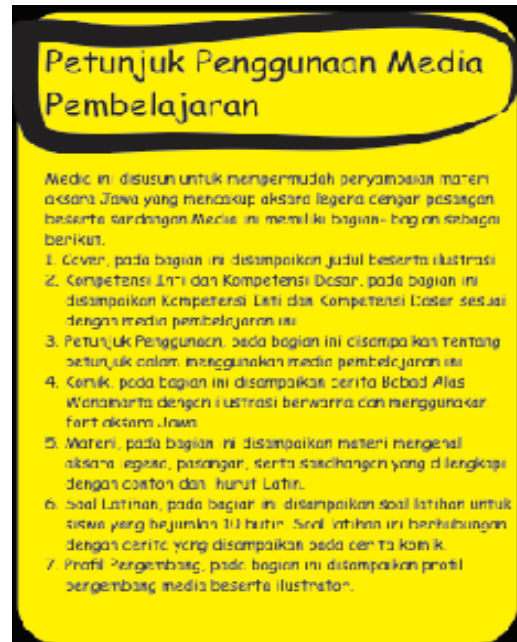 Petunjuk Penggunaan Media
Pembelajaran
Media ini disusun untuk mempermudah penyampaian materi
aksara Jawa yang mencakup aksara legena dengan pasangan
beserta sandangan. Media ini memiliki bagian- bagian sebagai
berikut.
1. Cover, pada bagian ini disampaikan judul beserta ilustrasi
2. Kompetensi Inti dan Kompetensi Dasar, pada bagian ini
disampaikan Kompetensi Inti dan Kompetensi Dasar sesuai
dengan media pembelajaran ini
3. Petunjuk Penggunaan, pada bagian ini disampaikan tentang
petunjuk dalam menggunakan media pembelajaran ini
4. Komik, pada bagian ini disampaikan cerita Babad Alas
Wanamarta dengan ilustrasi berwarna dan menggunakan
font aksara Jawa
5. Materi, pada bagian ini disampaikan materi mengenai
aksara legena, pasangan, serta sandhangan yang dilengkapi
dengan contoh dan huruf Latin.
6. Soal Latihan, pada bagian ini disampaikan soal latihan untuk
siswa yang bejumlah 10 butir. Soal latihan ini berhubungan
dengan cerita yang disampaikan pada cerita komik.
7. Profil Pengembang, pada bagian ini disampaikan profil
pengembang media beserta ilustrator.